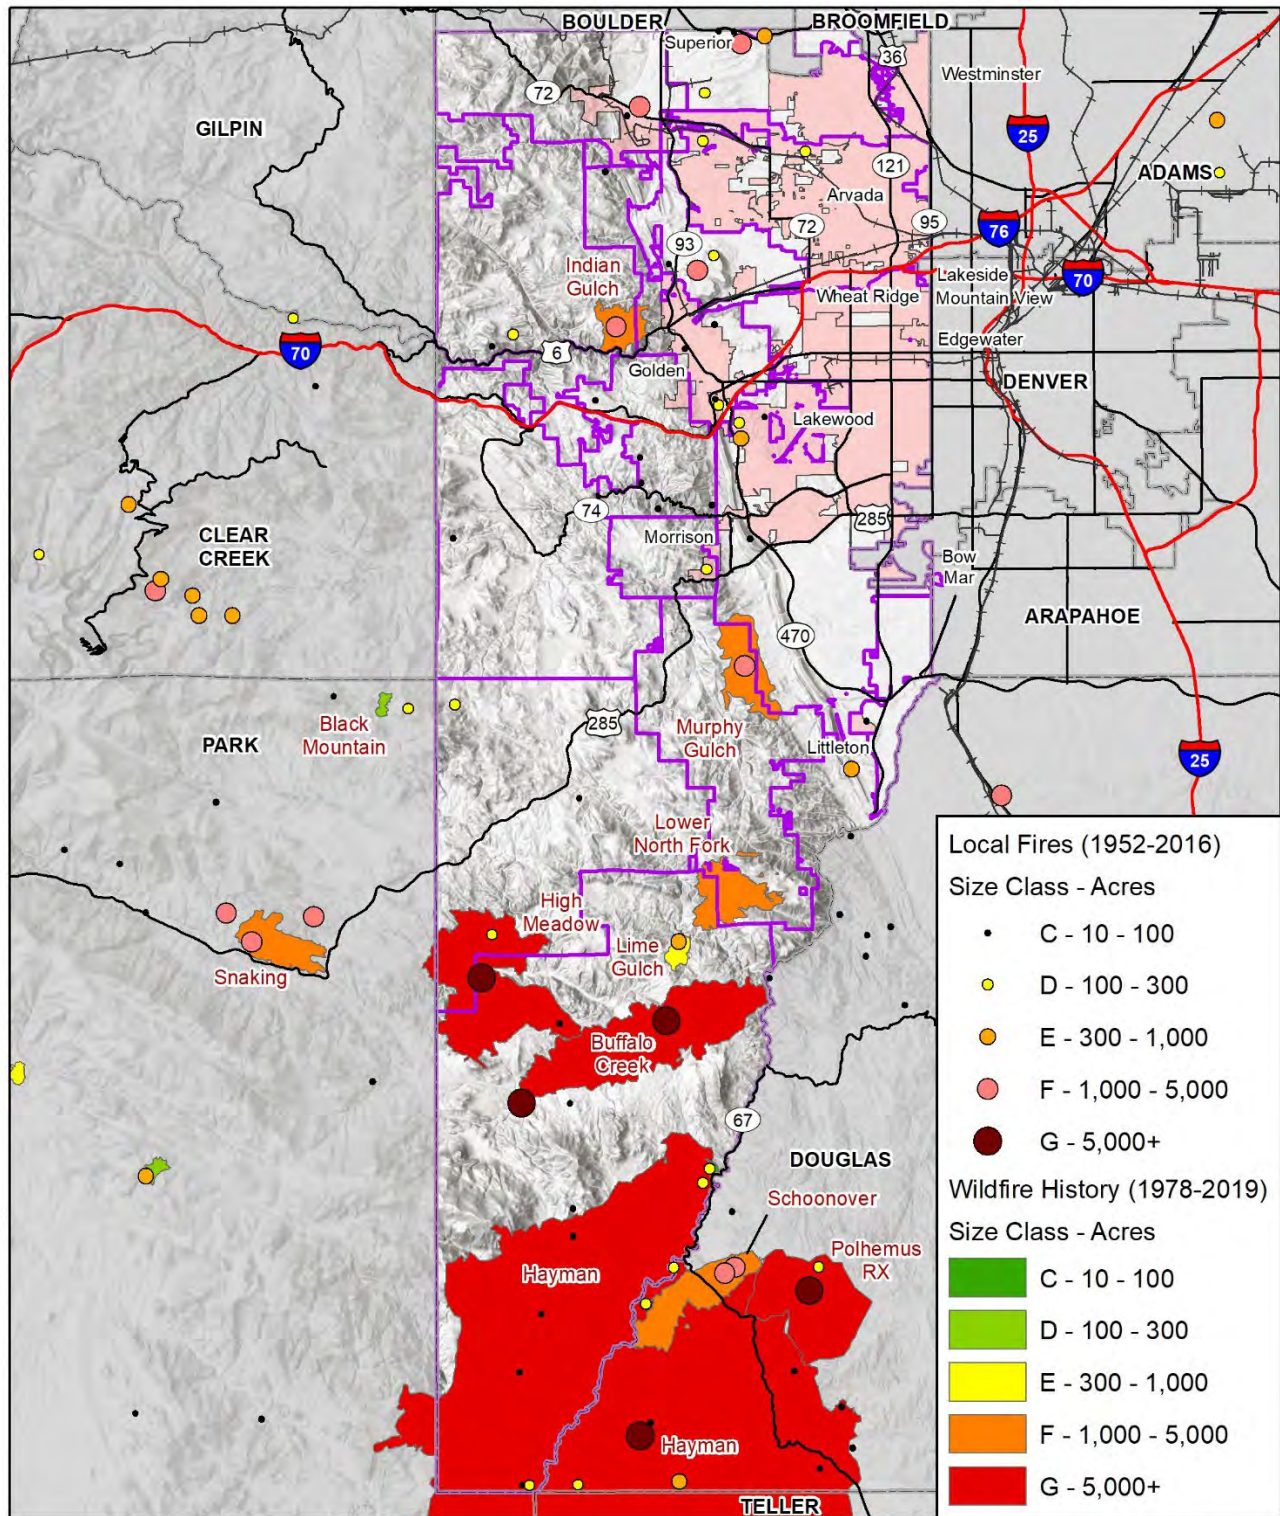 BOULDER
BROOMFIELD
Superior
36
Westminster
72
GILPIN
25
121
ADAMS
Arvada
72
95
76
93
Indian
Gulch
Lakeside
70
Wheat Ridge
Mountain View
70
6
Edgewater
Golden
DENVER
Lakewood
74
285
CLEAR
CREEK
Morrison
Bow
Mar
470
ARAPAHOE
285
Black
Mountain
Murphy
Gulch
PARK
Littleton
25
Lower
North Fork
High
Meadow
Lime
Gulch
Snaking
Buffalo
Creek
67
DOUGLAS
Schoonover
Polhemus
RX
Hayman
Hayman
TELLER
Local Fires (1952-2016)
Size Class - Acres
C - 10 - 100
D - 100 - 300
E - 300 - 1,000
F - 1,000 - 5,000
G - 5,000+
Wildfire History (1978-2019)
Size Class - Acres
C - 10 - 100
D - 100 - 300
E - 300 - 1,000
F - 1,000 - 5,000
G - 5,000+